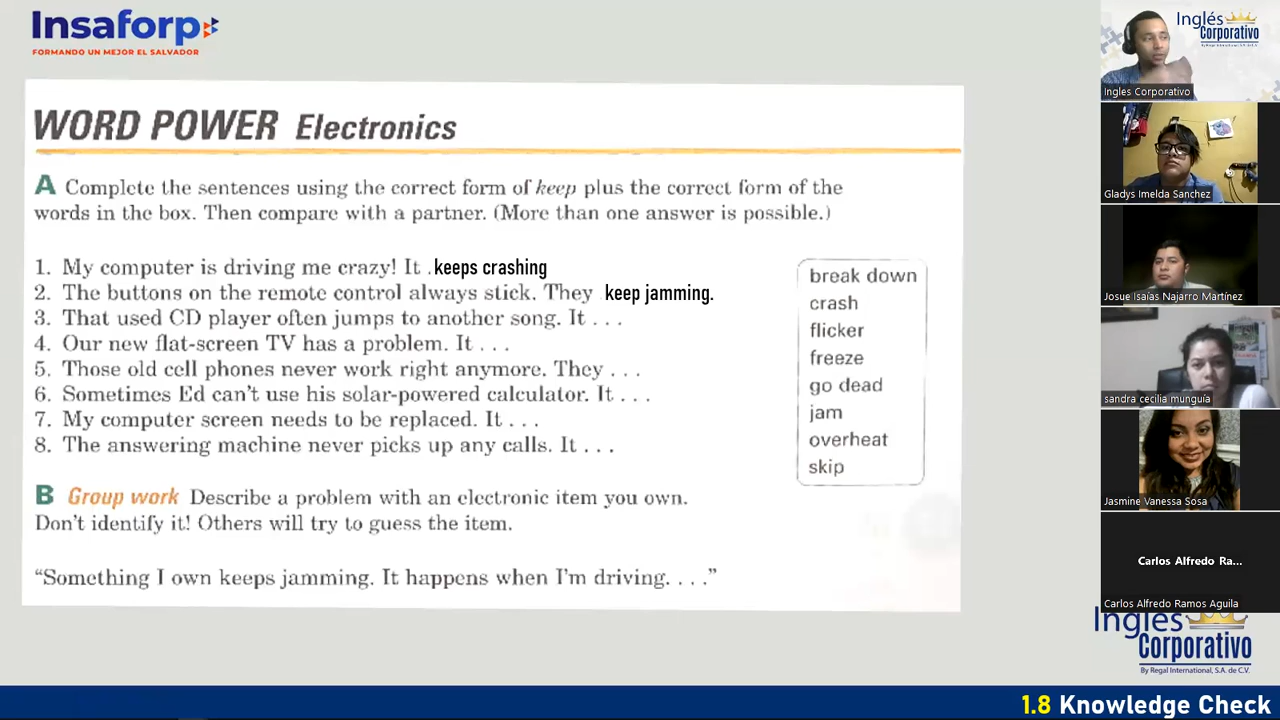 Insaforp
FORMANDO UN MEJOR EL SALVADOR
WORD POWER Electronics
A Complete the sentences using the correct form of keep plus the correct form of the
words in the box. Then compare with a partner. (More than one answer is possible.)
1. My computer is driving me crazy! It . keeps crashing
2. The buttons on the remote control always stick. They keep jamming.
3. That used CD player often jumps to another song. It . . .
4. Our new flat-screen TV has a problem. It . . .
5. Those old cell phones never work right anymore. They . . .
6. Sometimes Ed can't use his solar-powered calculator. It . . .
7. My computer screen needs to be replaced. It . . .
8. The answering machine never picks up any calls. It . . .
break down
crash
flicker
freeze
go dead
jam
overheat
skip
B Group work Describe a problem with an electronic item you own.
Don't identify it! Others will try to guess the item.
"Something I own keeps jamming. It happens when I'm driving. . . ."
Inglés
Corporativo
By Regal International, S.A. de C.V.
Ingles Corporativo
Gladys Imelda Sanchez
Josue Isaías Najarro Martínez
sandra cecilia munguía
Jasmine Vanessa Sosa
Carlos Alfredo Ra...
Carlos Alfredo Ramos Aguila
Inglés
Corporativo
By Regal International, S.A. de C.V.
1.8 Knowledge Check